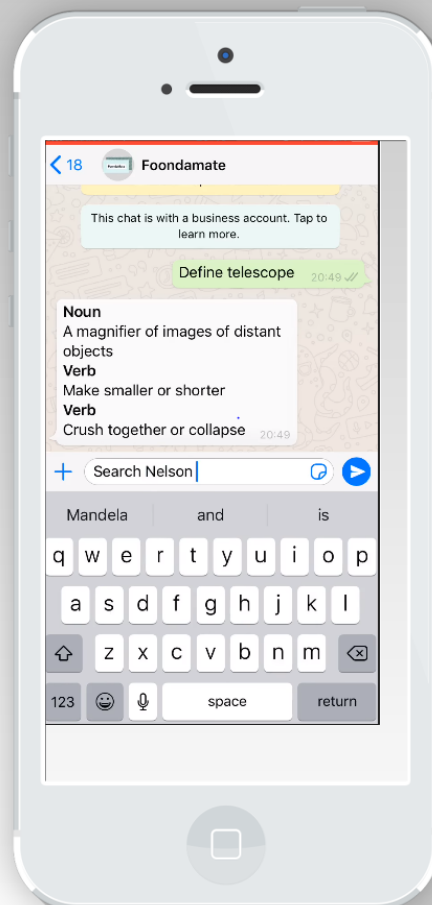 18
Foondamate
This chat is with a business account. Tap to
learn more.
Define telescope 20:49
Noun
A magnifier of images of distant
objects
Verb
Make smaller or shorter
Verb
Crush together or collapse 20:49
Search Nelson
Mandela and is
q w e r t y u i o p
a s d f g h j k l
z x c v b n m
123 space return